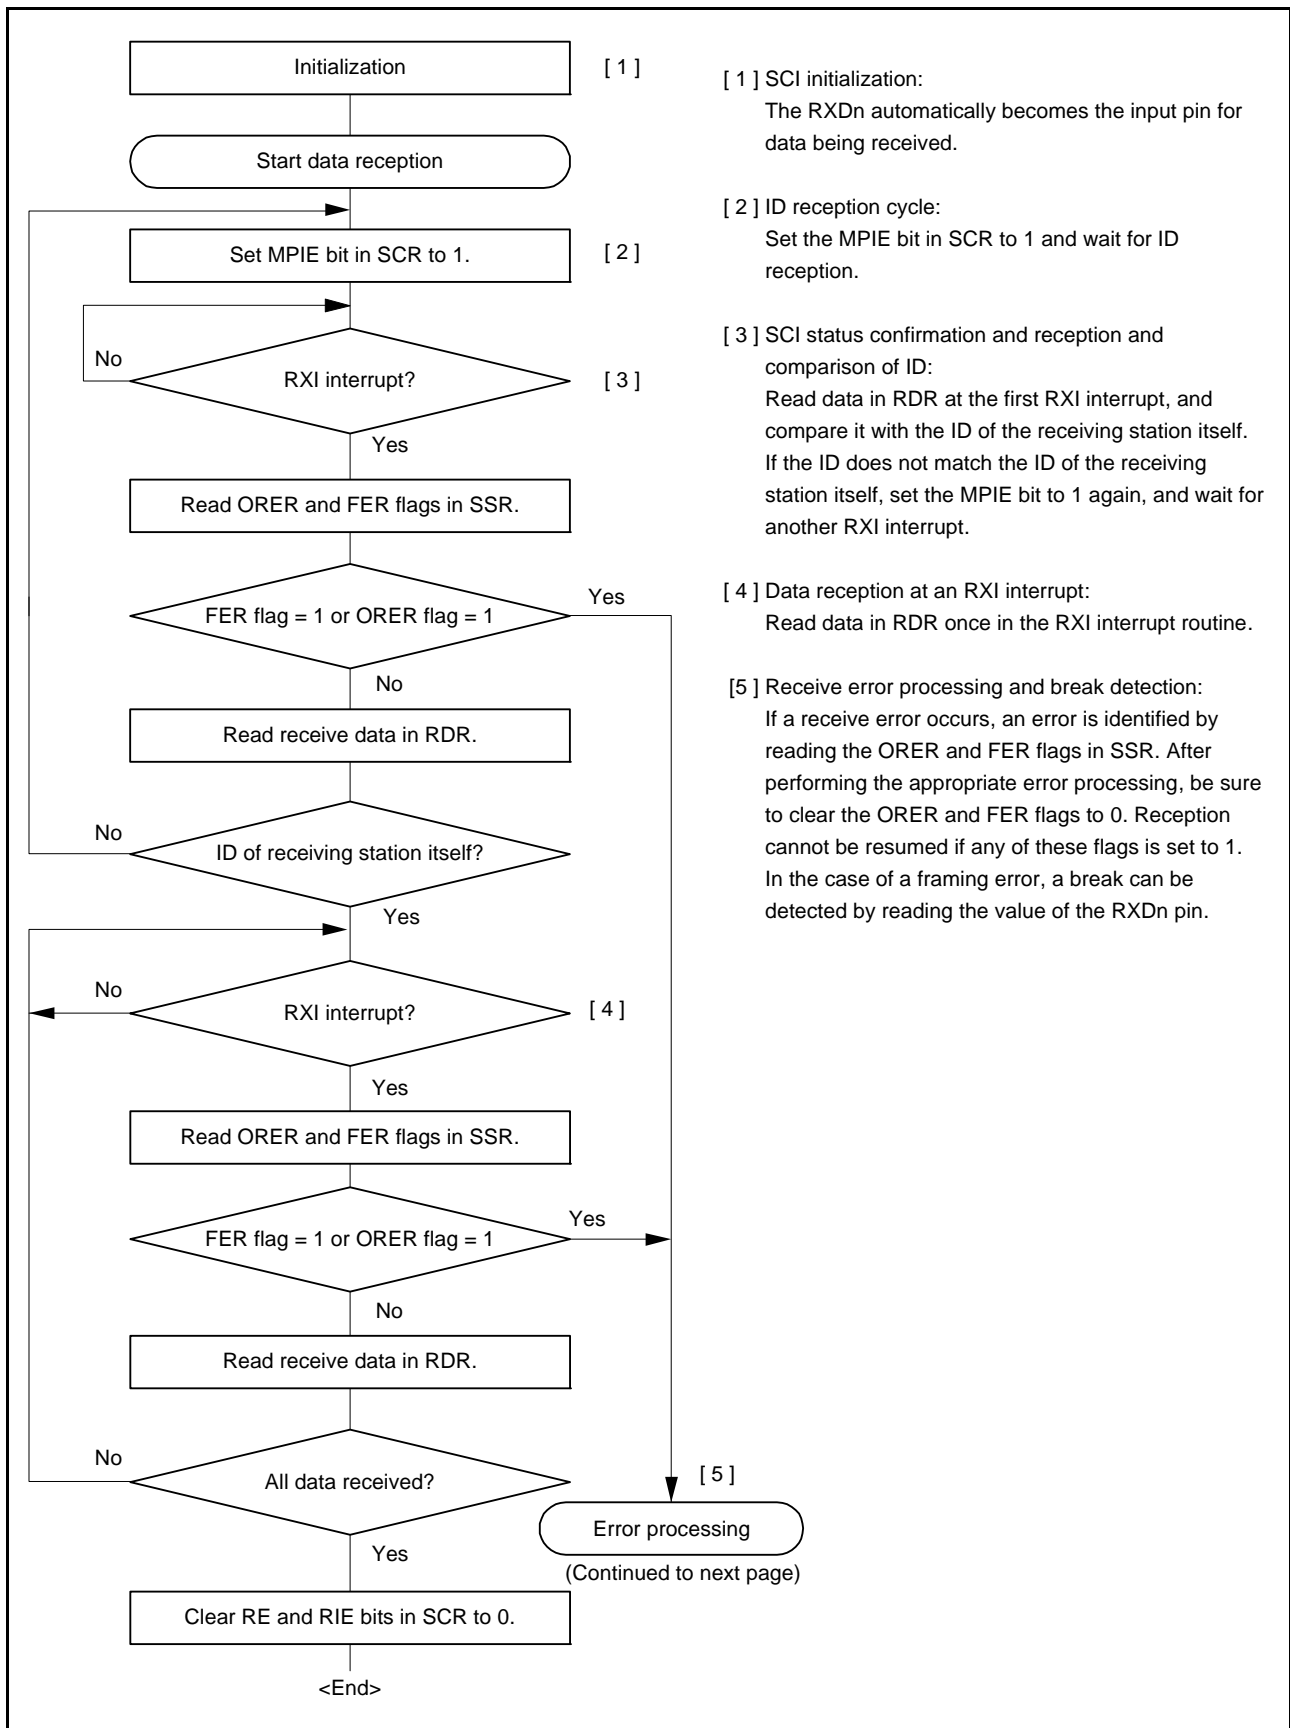 Initialization
[ 1 ]
Start data reception
Set MPIE bit in SCR to 1.
[ 2 ]
No
RXI interrupt?
[ 3 ]
Yes
Read ORER and FER flags in SSR.
FER flag = 1 or ORER flag = 1
Yes
No
Read receive data in RDR.
No
ID of receiving station itself?
Yes
No
RXI interrupt?
[ 4 ]
Yes
Read ORER and FER flags in SSR.
FER flag = 1 or ORER flag = 1
Yes
No
Read receive data in RDR.
No
All data received?
[ 5 ]
Error processing
(Continued to next page)
Yes
Clear RE and RIE bits in SCR to 0.
<End>
[ 1 ] SCI initialization:
The RXDn automatically becomes the input pin for
data being received.
[ 2 ] ID reception cycle:
Set the MPIE bit in SCR to 1 and wait for ID
reception.
[ 3 ] SCI status confirmation and reception and
comparison of ID:
Read data in RDR at the first RXI interrupt, and
compare it with the ID of the receiving station itself.
If the ID does not match the ID of the receiving
station itself, set the MPIE bit to 1 again, and wait for
another RXI interrupt.
[ 4 ] Data reception at an RXI interrupt:
Read data in RDR once in the RXI interrupt routine.
[5 ] Receive error processing and break detection:
If a receive error occurs, an error is identified by
reading the ORER and FER flags in SSR. After
performing the appropriate error processing, be sure
to clear the ORER and FER flags to 0. Reception
cannot be resumed if any of these flags is set to 1.
In the case of a framing error, a break can be
detected by reading the value of the RXDn pin.